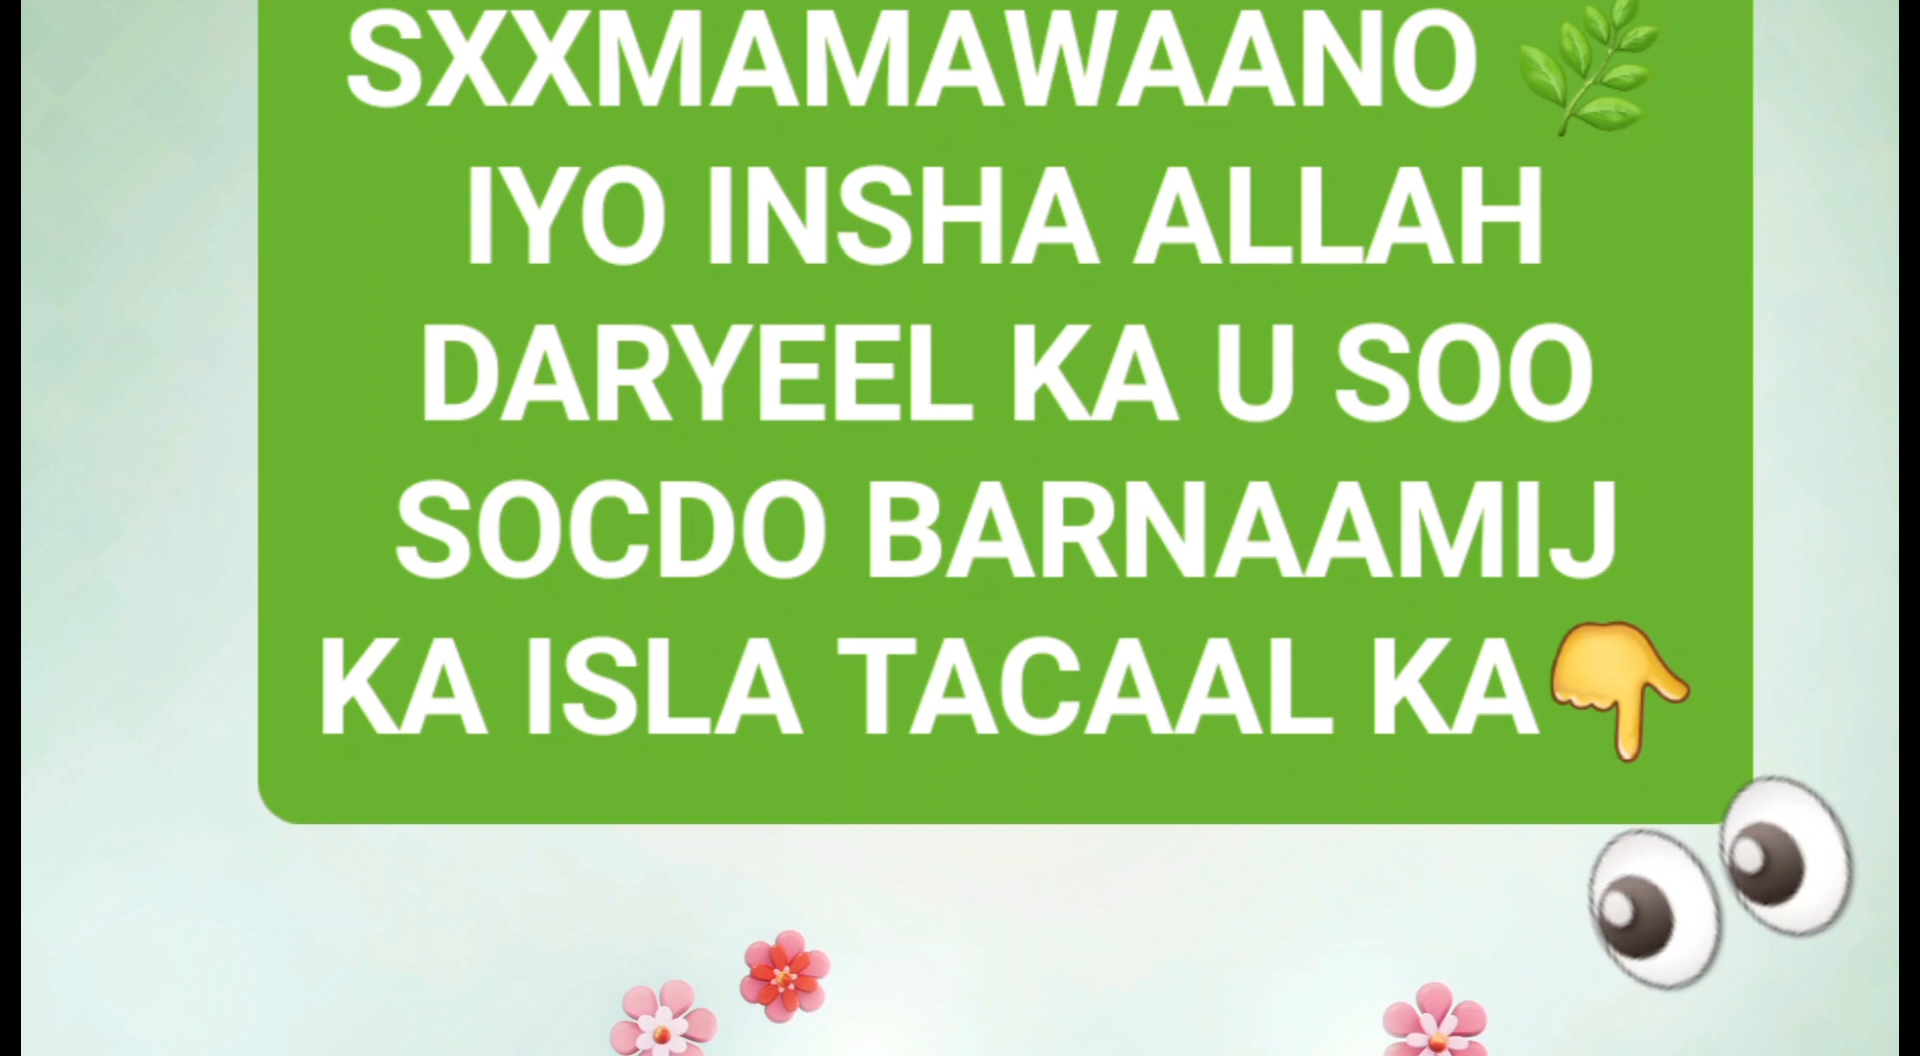 SXXMAMAWAANO 🌿
IYO INSHA ALLAH
DARYEEL KA U SOO
SOCDO BARNAAMIJ
KA ISLA TACAAL KA👇